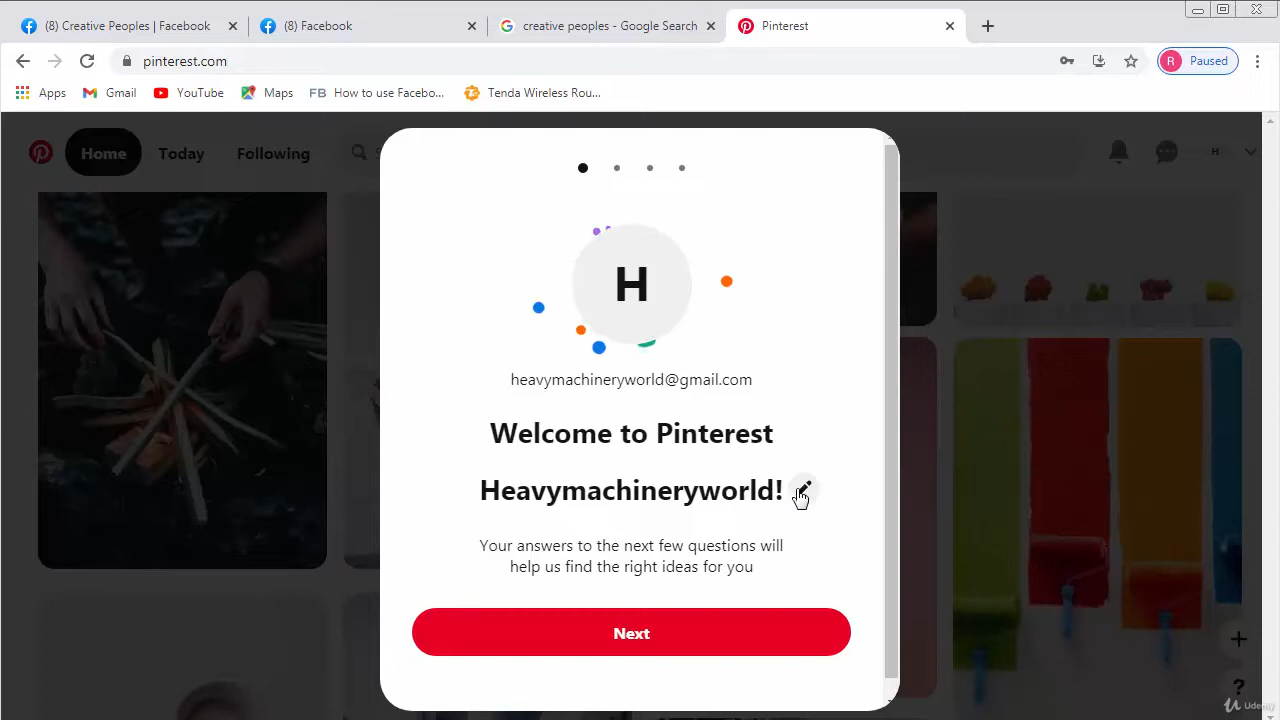 (8) Creative Peoples | Facebook
(8) Facebook
creative peoples - Google Search
Pinterest
pinterest.com
R
Paused
Apps
Gmail
YouTube
Maps
FB
How to use Facebo...
Tenda Wireless Rou...
Home
Today
Following
H
H
heavymachineryworld@gmail.com
Welcome to Pinterest
Heavymachineryworld!
Your answers to the next few questions will
help us find the right ideas for you
Next
?
Udemy